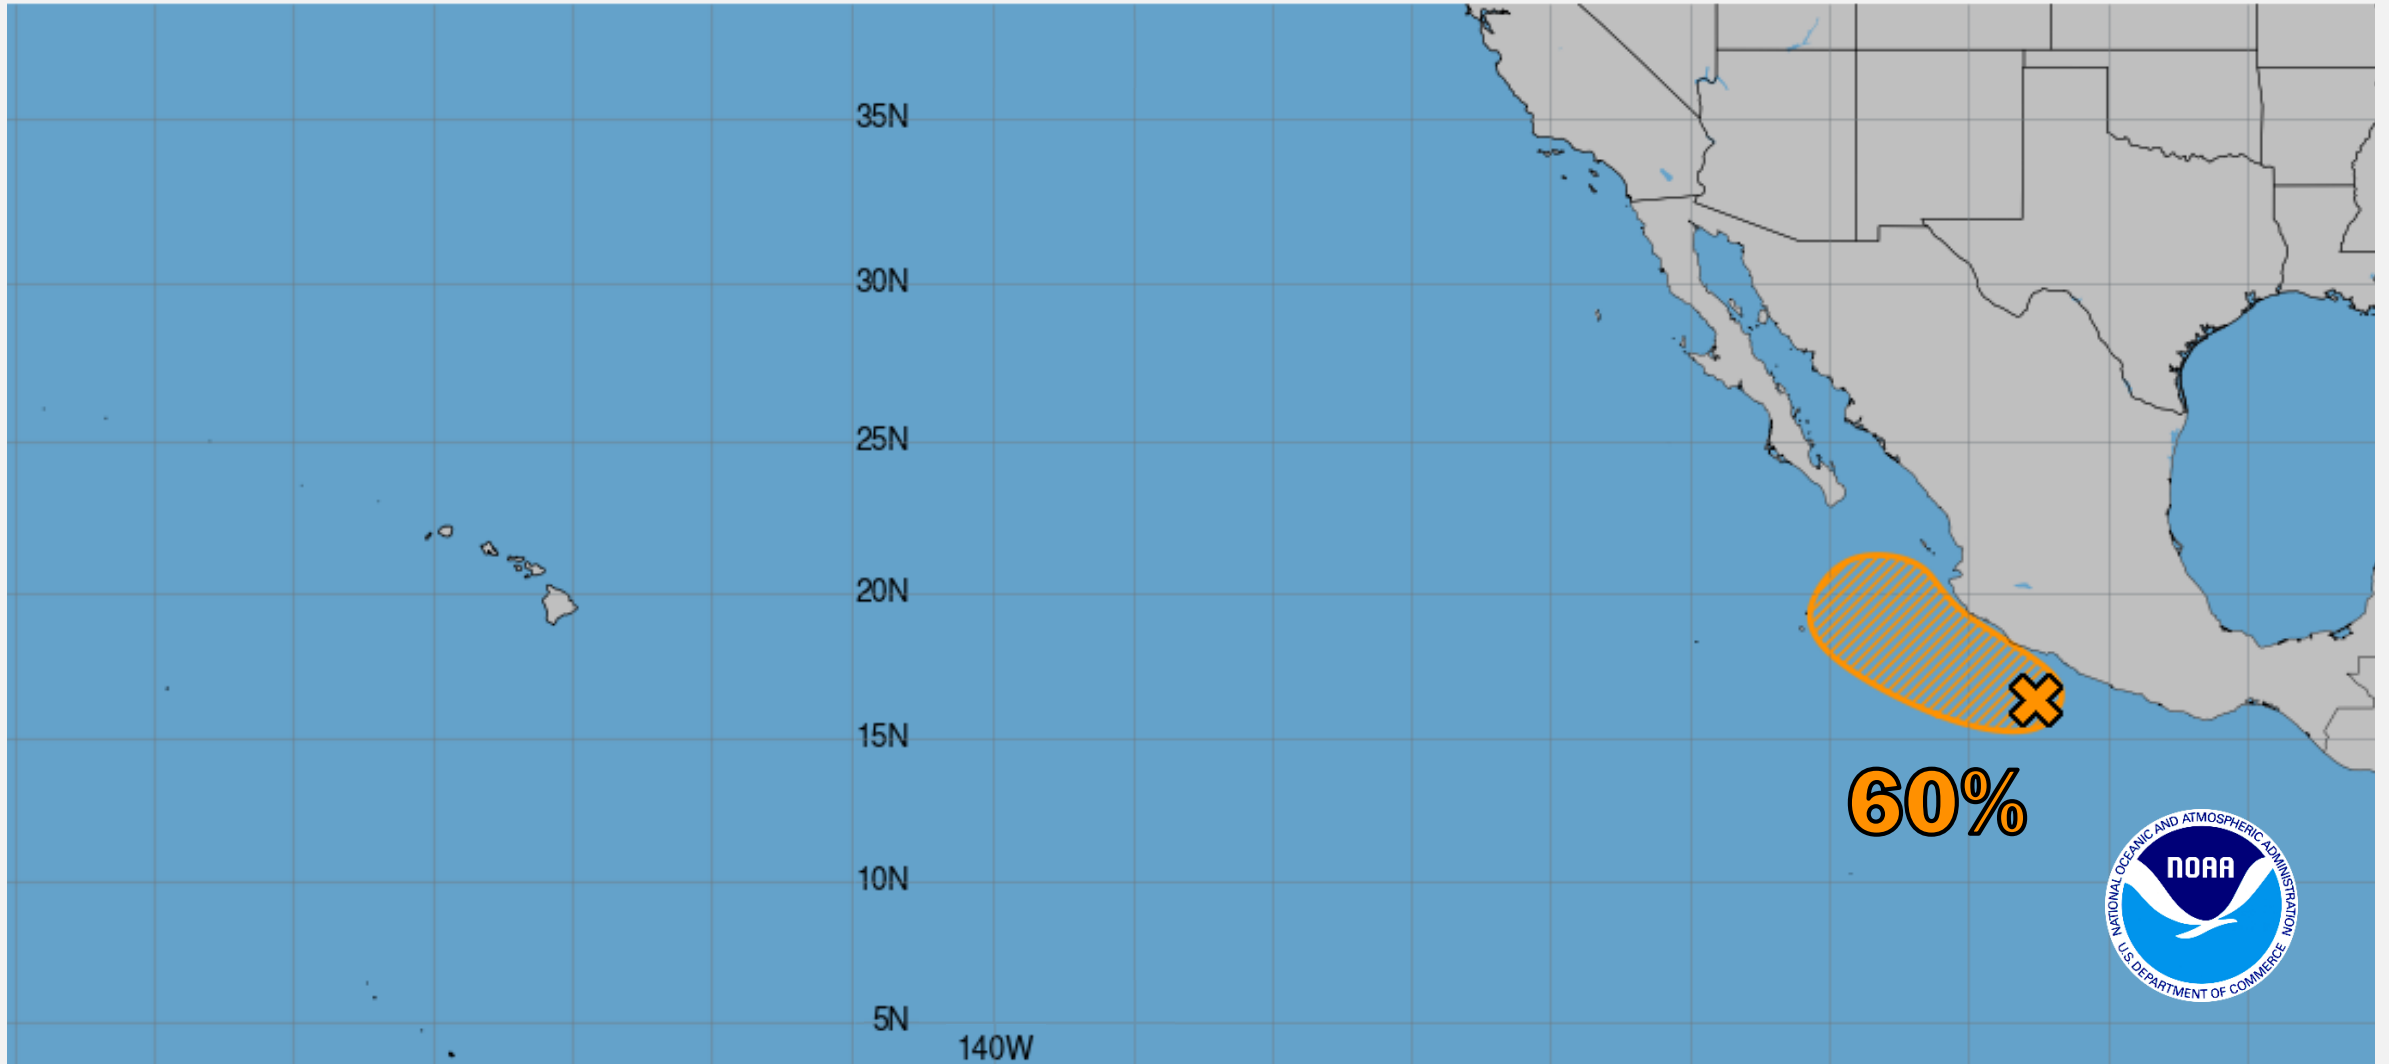 35N
30N
25N
20N
15N
60%
10N
NATIONAL OCEANIC AND ATMOSPHERIC ADMINISTRATION
NOAA
U.S. DEPARTMENT OF COMMERCE
5N
140W